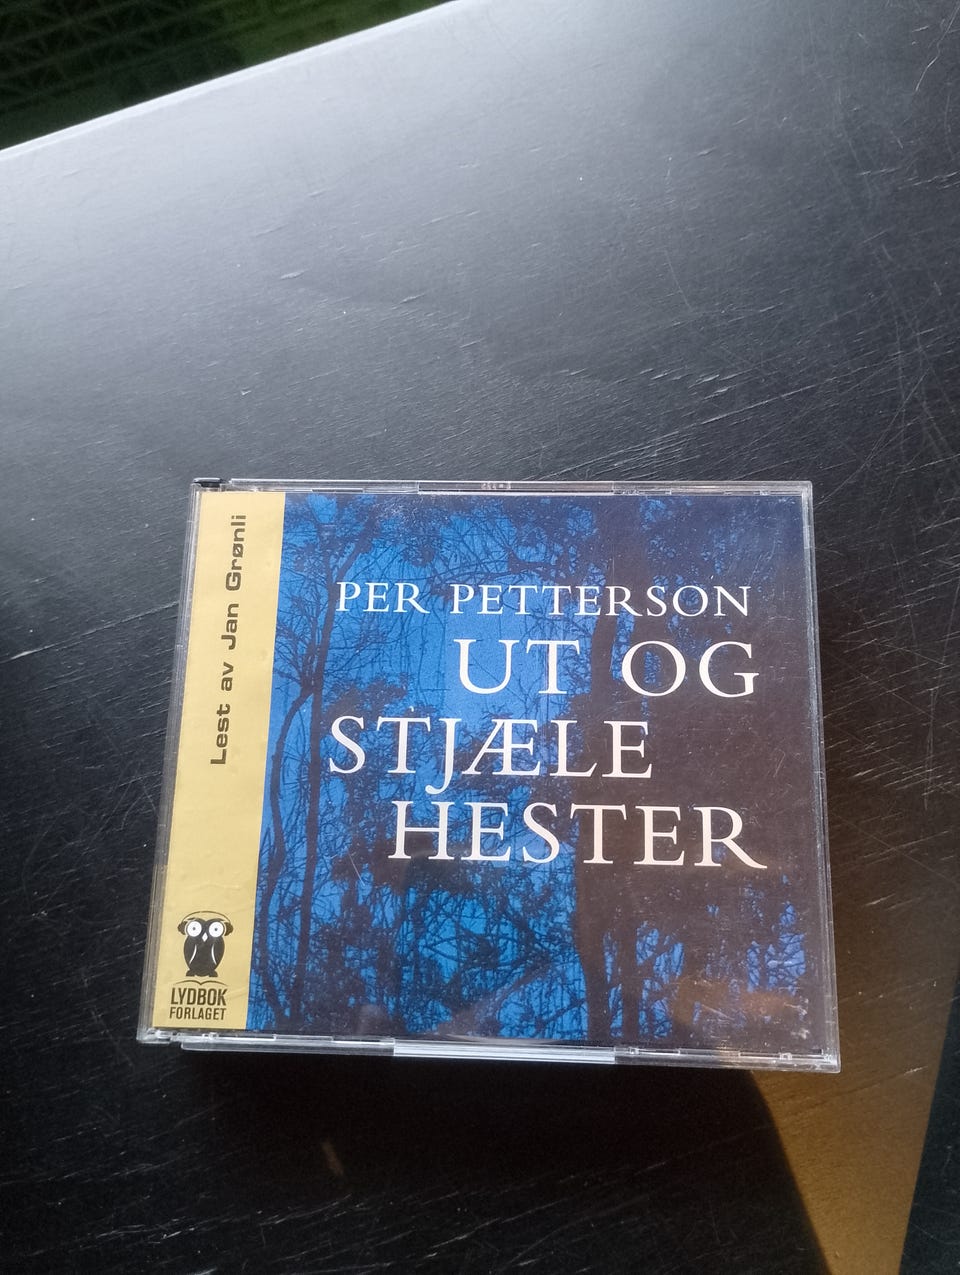 Lest av Jan Grønli
PER PETTERSON
UT OG
STJÆLE
HESTER
LYDBOK
FORLAGET